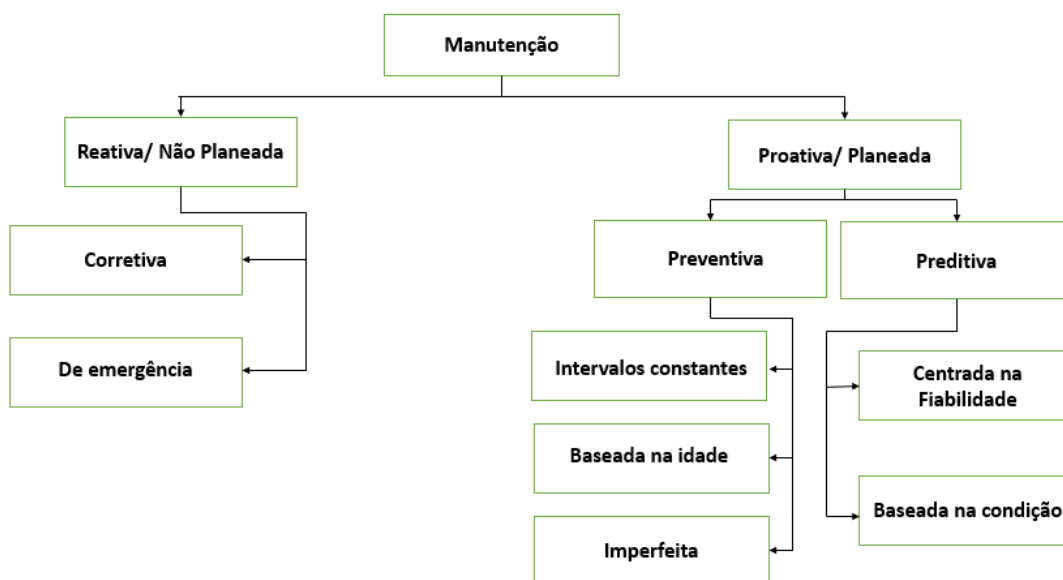 Manutenção
Reativa/ Não Planeada
Proativa/ Planeada
Corretiva
Preventiva
Preditiva
De emergência
Intervalos constantes
Centrada na
Fiabilidade
Baseada na idade
Baseada na condição
Imperfeita